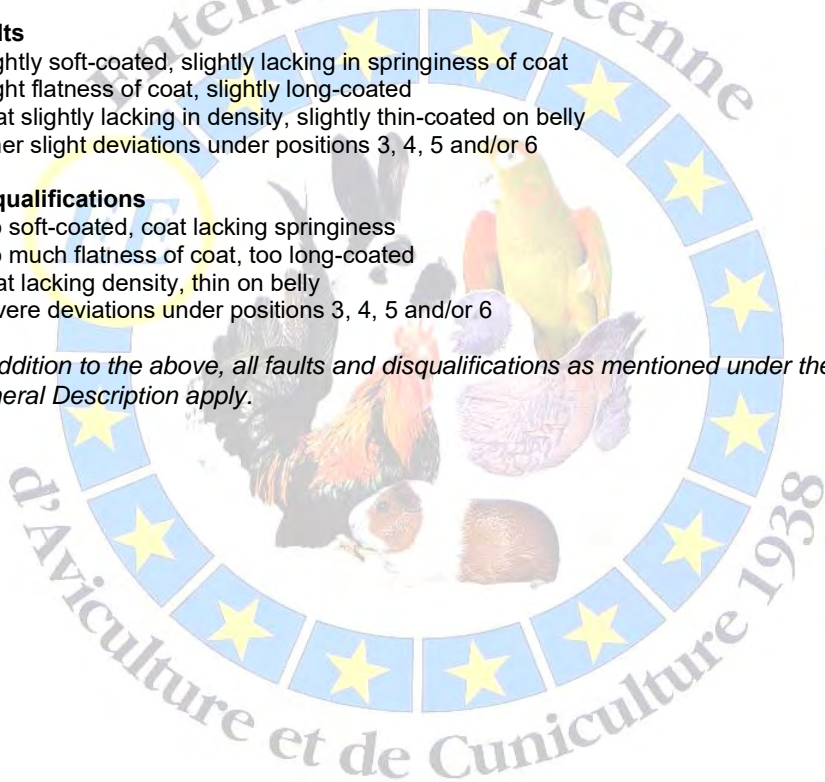 lts
ghtly soft-coated, slightly lacking in springiness of coat
ght flatness of coat, slightly long-coated
at slightly lacking in density, slightly thin-coated on belly
her slight deviations under positions 3, 4, 5 and/or 6
qualifications
o soft-coated, coat lacking springiness
o much flatness of coat, too long-coated
at lacking density, thin on belly
vere deviations under positions 3, 4, 5 and/or 6
ddition to the above, all faults and disqualifications as mentioned under the
neral Description apply.
EE
d'Aviculture et de Cuniculture 1938